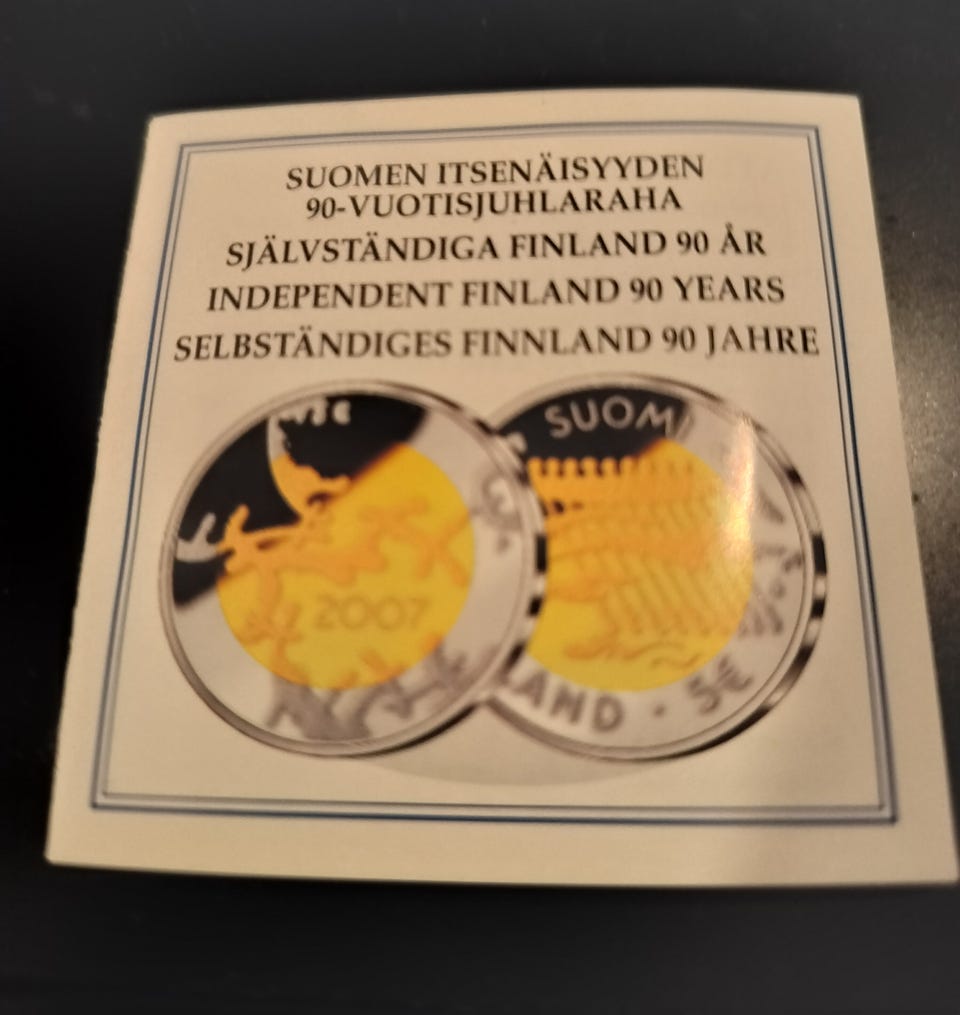 SUOMEN ITSENÄISYYDEN
90-VUOTISJUHLARAHA
SJÄLVSTÄNDIGA FINLAND 90 ÅR
INDEPENDENT FINLAND 90 YEARS
SELBSTÄNDIGES FINNLAND 90 JAHRE
2007
SUOMI
LAND · 5€